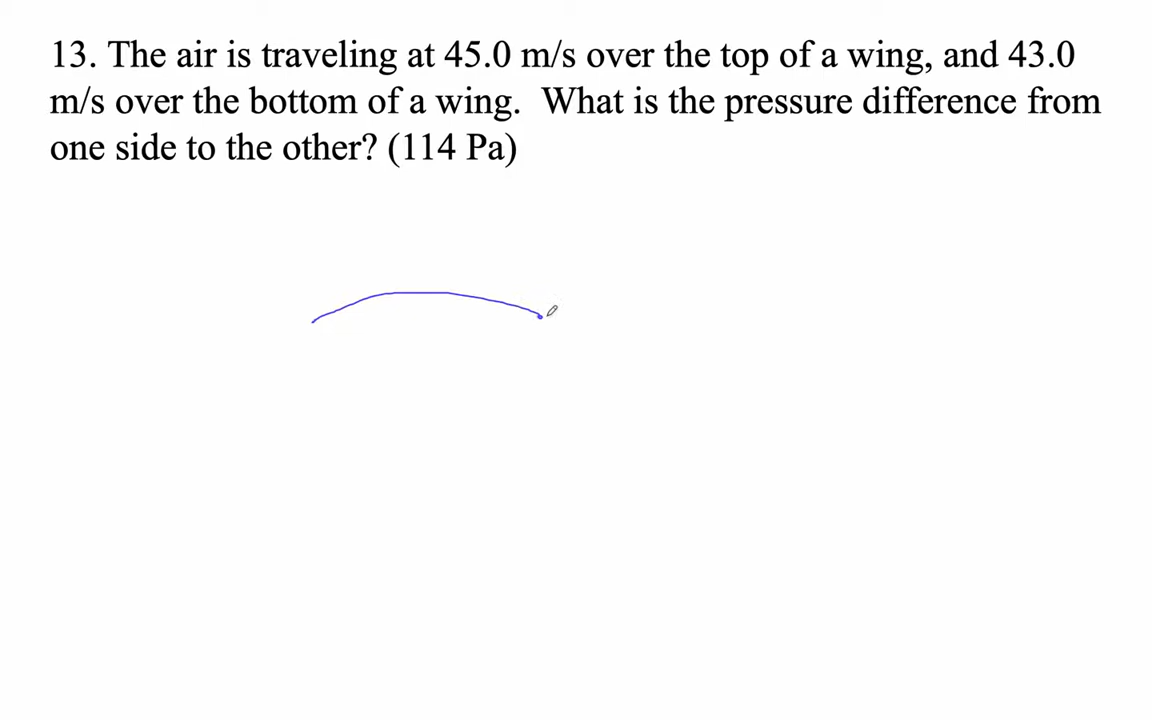 13. The air is traveling at 45.0 m/s over the top of a wing, and 43.0
m/s over the bottom of a wing.  What is the pressure difference from
one side to the other? (114 Pa)